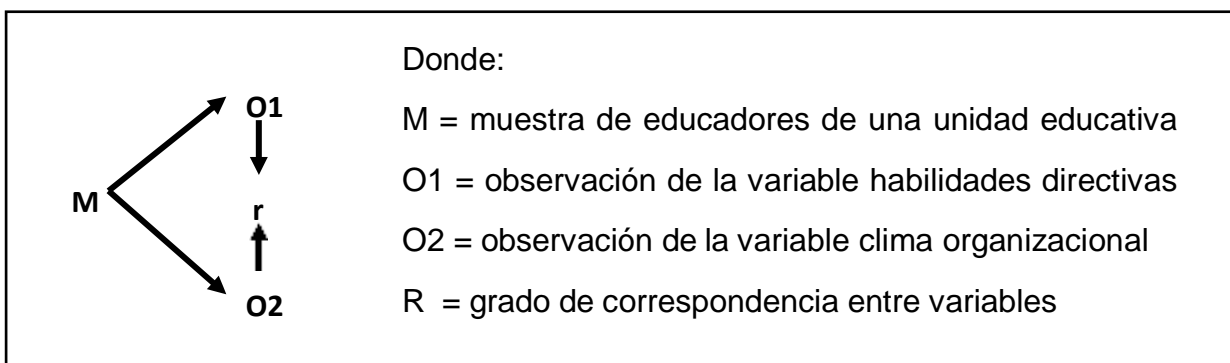 Donde:
O1
M = muestra de educadores de una unidad educativa
M
O1 = observación de la variable habilidades directivas
r
O2 = observación de la variable clima organizacional
O2
R = grado de correspondencia entre variables